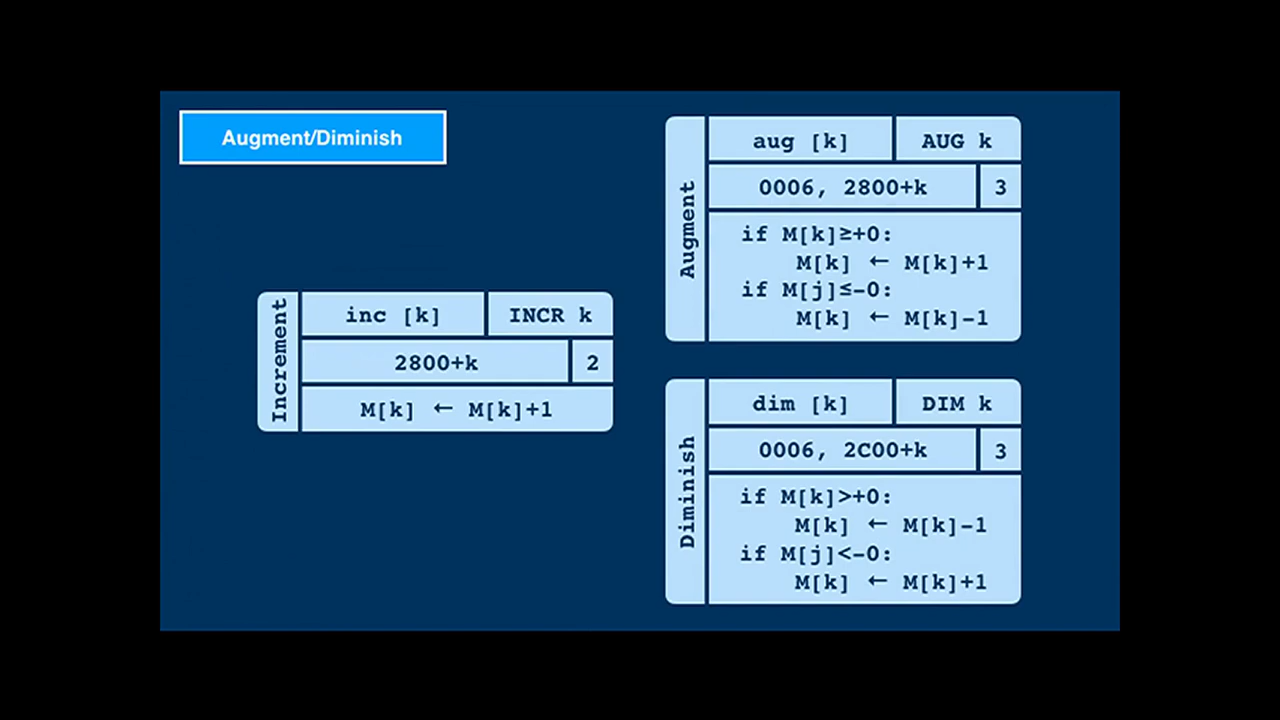 Augment/Diminish
Increment
inc [k]
INCR k
2800+k
2
M[k] ← M[k]+1
Augment
aug [k]
AUG k
0006, 2800+k
3
if M[k]≥+0:
M[k] ← M[k]+1
if M[j]≤-0:
M[k] ← M[k]-1
Diminish
dim [k]
DIM k
0006, 2C00+k
3
if M[k]>+0:
M[k] ← M[k]-1
if M[j]<-0:
M[k] ← M[k]+1